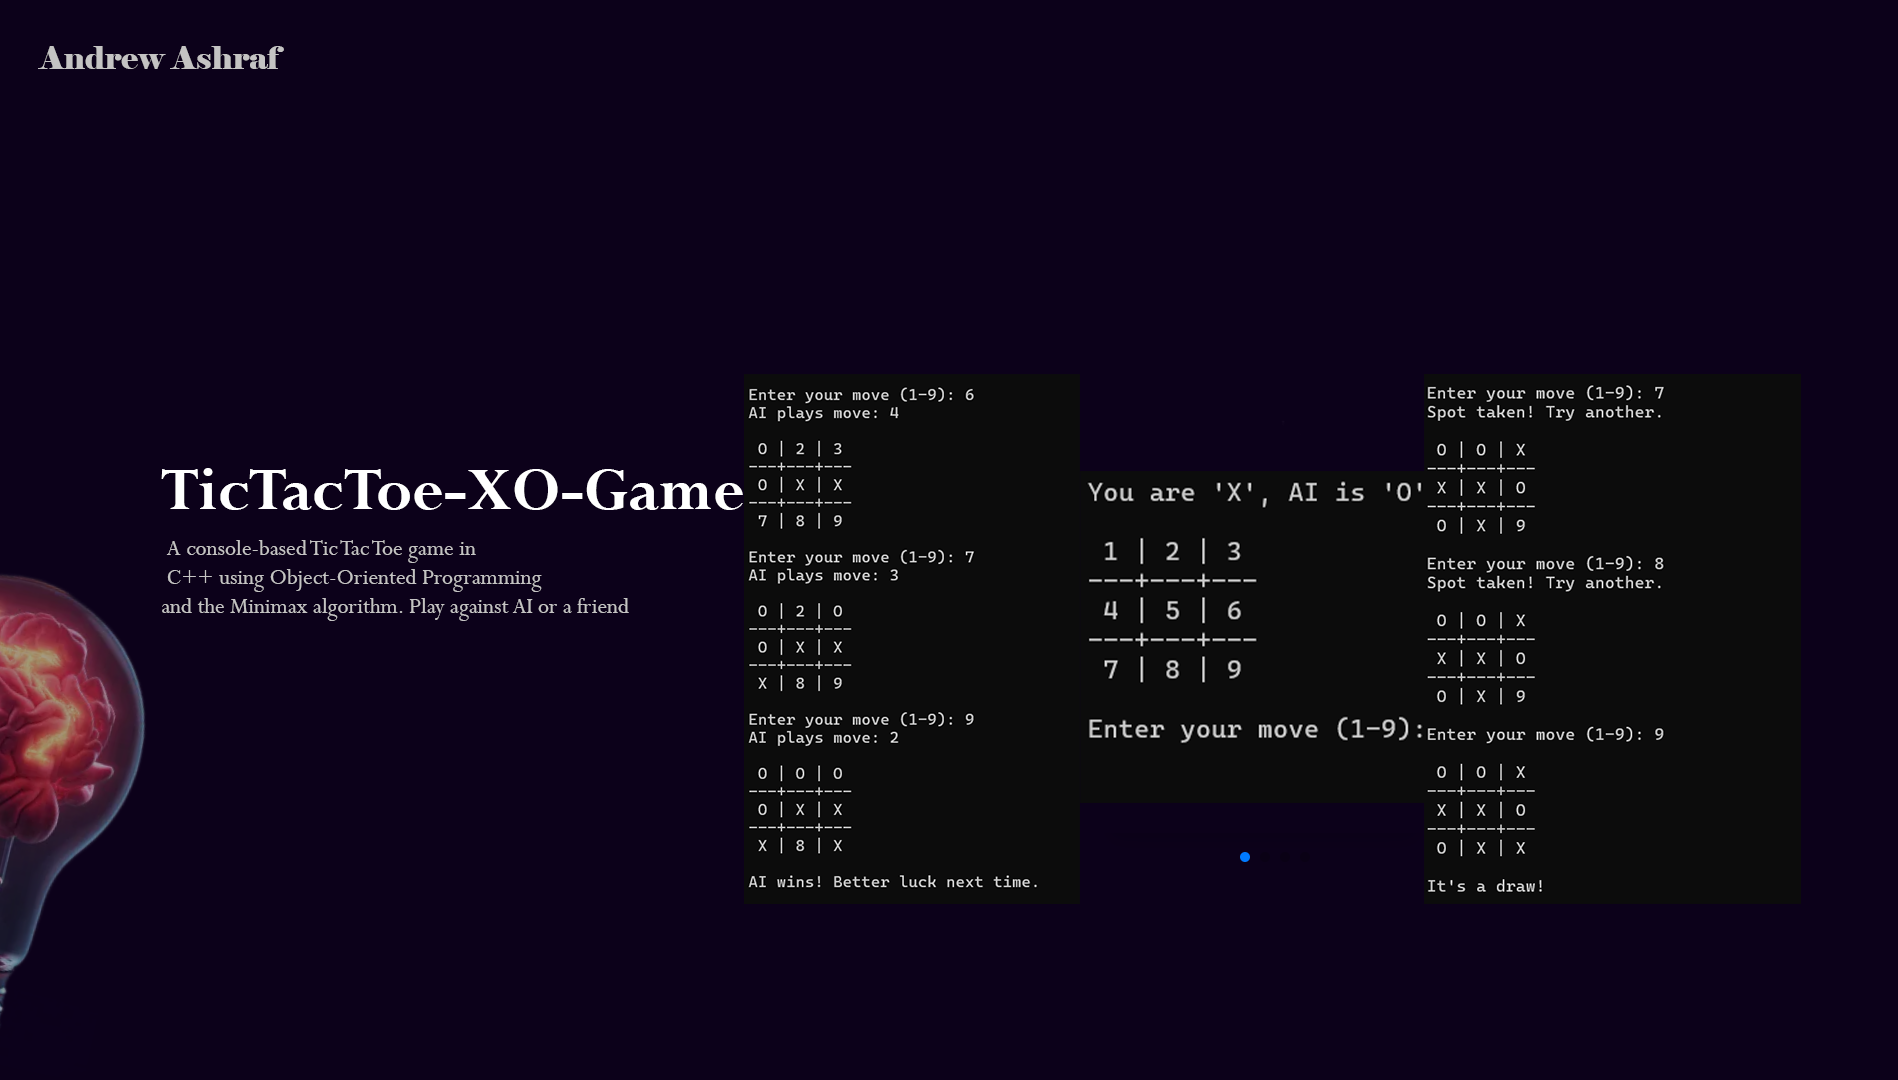 Andrew Ashraf
TicTacToe-XO-Game
A console-based Tic Tac Toe game in
C++ using Object-Oriented Programming
and the Minimax algorithm. Play against AI or a friend
Enter your move (1-9): 6
AI plays move: 4
O | 2 | 3
---+---+---
O | X | X
---+---+---
7 | 8 | 9
Enter your move (1-9): 7
AI plays move: 3
O | 2 | O
---+---+---
O | X | X
---+---+---
X | 8 | 9
Enter your move (1-9): 9
AI plays move: 2
O | O | O
---+---+---
O | X | X
---+---+---
X | 8 | X
AI wins! Better luck next time.
You are 'X', AI is 'O'
1 | 2 | 3
---+---+---
4 | 5 | 6
---+---+---
7 | 8 | 9
Enter your move (1-9):
Enter your move (1-9): 7
Spot taken! Try another.
O | O | X
---+---+---
X | X | O
---+---+---
O | X | 9
Enter your move (1-9): 8
Spot taken! Try another.
O | O | X
---+---+---
X | X | O
---+---+---
O | X | 9
Enter your move (1-9): 9
O | O | X
---+---+---
X | X | O
---+---+---
O | X | X
It's a draw!